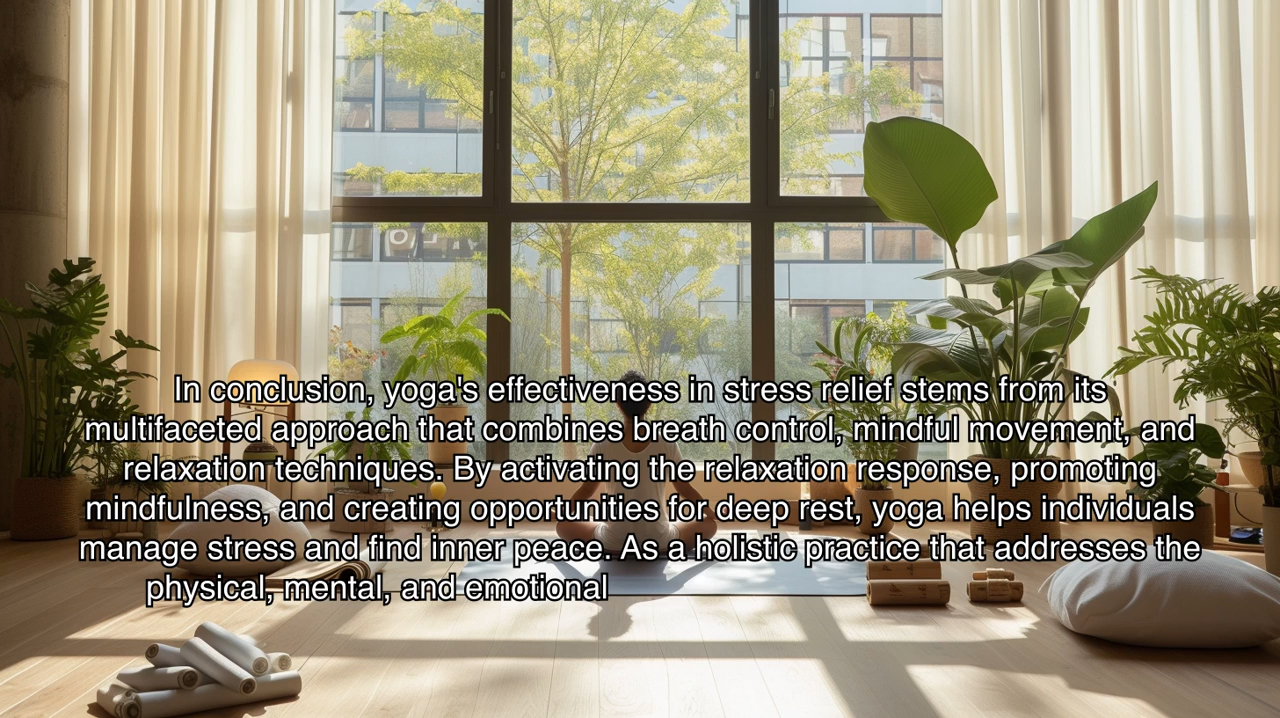 In conclusion, yoga's effectiveness in stress relief stems from its
multifaceted approach that combines breath control, mindful movement, and
relaxation techniques. By activating the relaxation response, promoting
mindfulness, and creating opportunities for deep rest, yoga helps individuals
manage stress and find inner peace. As a holistic practice that addresses the
physical, mental, and emotional